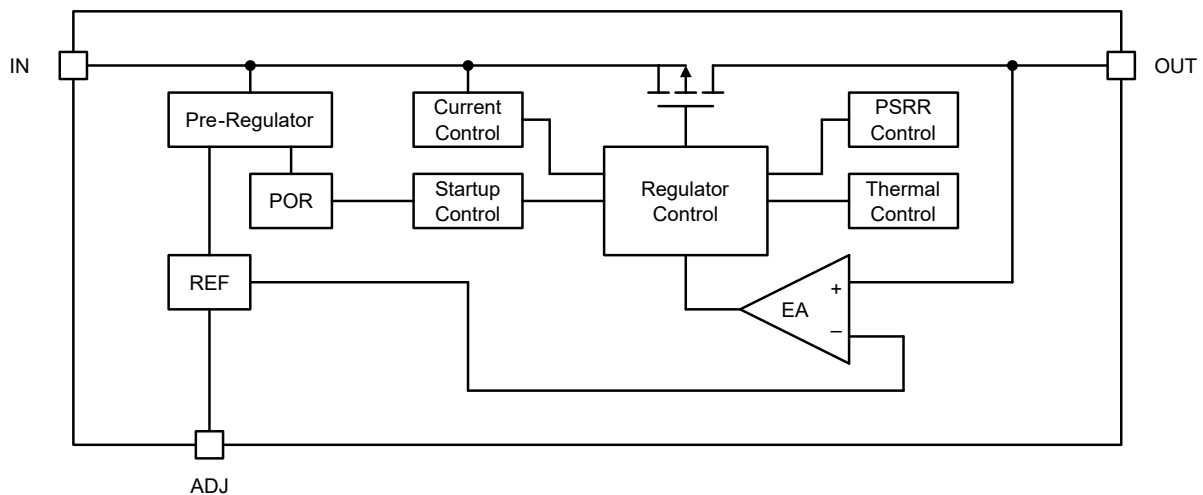 IN
OUT
Pre-Regulator
Current
Control
PSRR
Control
POR
Startup
Control
Regulator
Control
Thermal
Control
REF
EA
+
–
ADJ